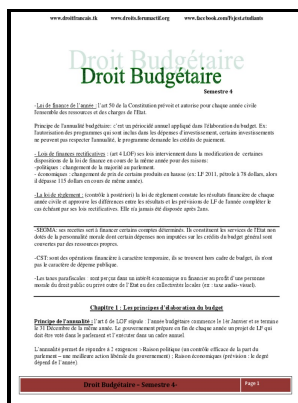 www.droitfrancais.tk www.droits.forumactif.org www.facebook.com/Fsjest.etudiants
Droit Budgétaire
Semestre 4
-Loi de finance de l'année : l'art 50 de la Constitution prévoit et autorise pour chaque année civile
l'ensemble des ressources et des charges de l'Etat.
Principe de l'annualité budgétaire: c'est un périodicité annuel appliqué dans l'élaboration du budget. Ex:
l'autorisation des programmes qui sont inclus dans les dépenses d'investissement, certains investissements
ne peuvent pas respecter l'annualité, le programme demande les crédits de paiement.
- Lois de finances rectificatives : (art 4 LOF) ses lois interviennent dans la modification de certaines
dispositions de la loi de finance en cours de la même année pour des raisons:
-politiques : changement de la majorité au parlement.
- économiques : changement de prix de certains produits en hausse (ex: LF 2011, pétrole à 78 dollars, alors
il dépasse 115 dollars en cours de même année).
-La loi de règlement : (contrôle à postériori) la loi de règlement constate les résultats financière de chaque
année civile et approuve les différences entre les résultats et les prévisions de LF de l'année compléter le
cas échéant par ses lois rectificatives. Elle n'a jamais été disposée après 2ans.
-SEGMA: ses recettes sert à financer certains comptes déterminés. Ils constituent les services de l'Etat non
dotés de la personnalité morale dont certain dépenses non imputées sur les crédits du budget général sont
couvertes par des ressources propres.
-CST: sont des opérations financière à caractère temporaire, ils se trouvent hors cadre de budget, ils n'ont
pas le caractère de dépense publique.
-Les taxes parafiscales : sont perçus dans un intérêt économique ou financier au profit d'une personne
morale du droit public ou privé autre de l'Etat ou des collectivités locales (ex : taxe audio-visuel).
Chapitre 1 : Les principes d'élaboration du budget
Principe de l'annualité : l'art 6 de LOF stipule : l'année budgétaire commence le 1er Janvier et se termine
le 31 Décembre de la même année. Le gouvernement prépare en fin de chaque année un projet de LF qui
doit être voté dans le parlement et l'exécuter dans ce cadre annuel.
L'annualité permet de répondre à 2 exigences : -Raison politique (un contrôle efficace de la part du
parlement – une meilleure action libérale du gouvernement) ; Raison économiques (prévision : le degré
dépend de l'année)
Droit Budgétaire – Semestre 4-
Page 1